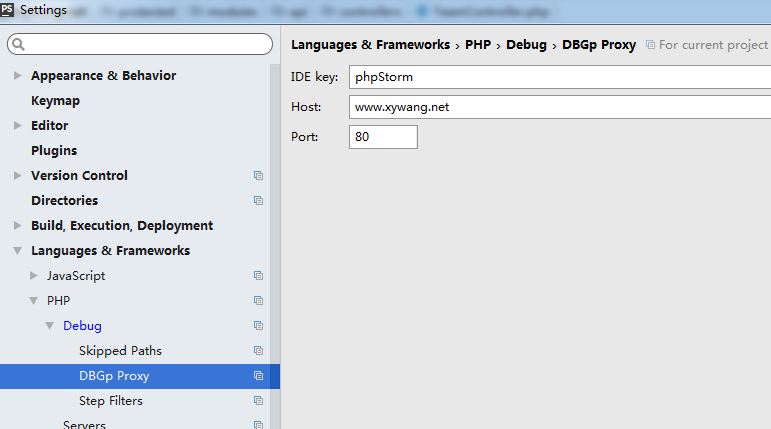 PS Settings
Languages & Frameworks › PHP › Debug › DBGp Proxy For current project
IDE key: phpStorm
Host: www.xywang.net
Port: 80
Appearance & Behavior
Keymap
Editor
Plugins
Version Control
Directories
Build, Execution, Deployment
Languages & Frameworks
JavaScript
PHP
Debug
Skipped Paths
DBGp Proxy
Step Filters
Servers